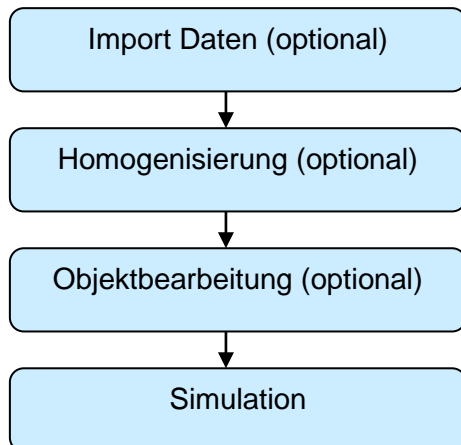 Import Daten (optional)
Homogenisierung (optional)
Objektbearbeitung (optional)
Simulation